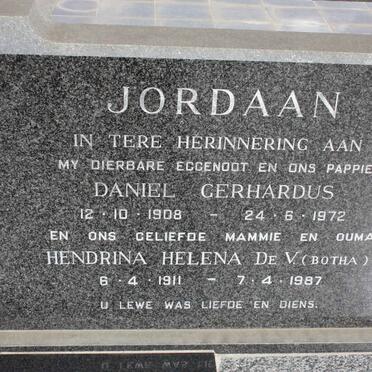 JORDAAN
IN TERE HERINNERING AAN
MY DIERBARE EGGENOOT EN ONS PAPPIE
DANIEL GERHARDUS
12 · 10 · 1908 – 24 · 6 · 1972
EN ONS GELIEFDE MAMMIE EN OUMA
HENDRINA HELENA DE V. (BOTHA)
6 · 4 · 1911 – 7 · 4 · 1987
U LEWE WAS LIEFDE EN DIENS.